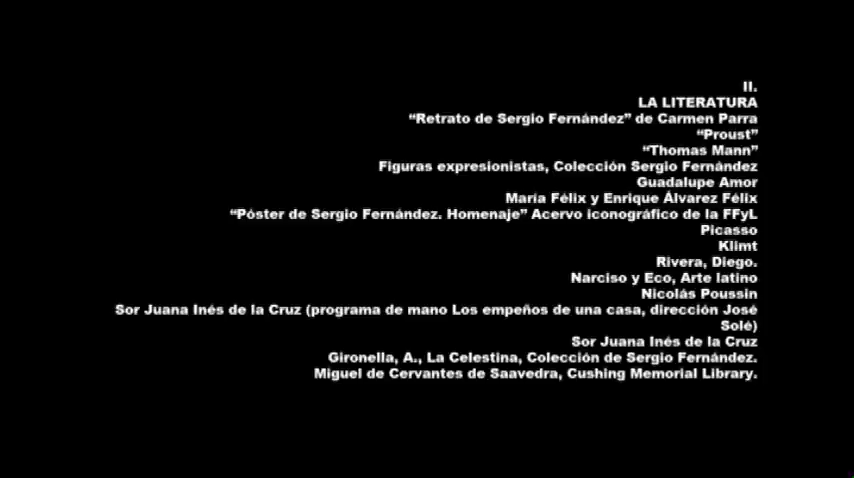 II.
LA LITERATURA
“Retrato de Sergio Fernández” de Carmen Parra
“Proust”
“Thomas Mann”
Figuras expresionistas, Colección Sergio Fernández
Guadalupe Amor
María Félix y Enrique Álvarez Félix
“Póster de Sergio Fernández. Homenaje” Acervo iconográfico de la FFyL
Picasso
Klimt
Rivera, Diego.
Narciso y Eco, Arte latino
Nicolás Poussin
Sor Juana Inés de la Cruz (programa de mano Los empeños de una casa, dirección José
Solé)
Sor Juana Inés de la Cruz
Gironella, A., La Celestina, Colección de Sergio Fernández.
Miguel de Cervantes de Saavedra, Cushing Memorial Library.